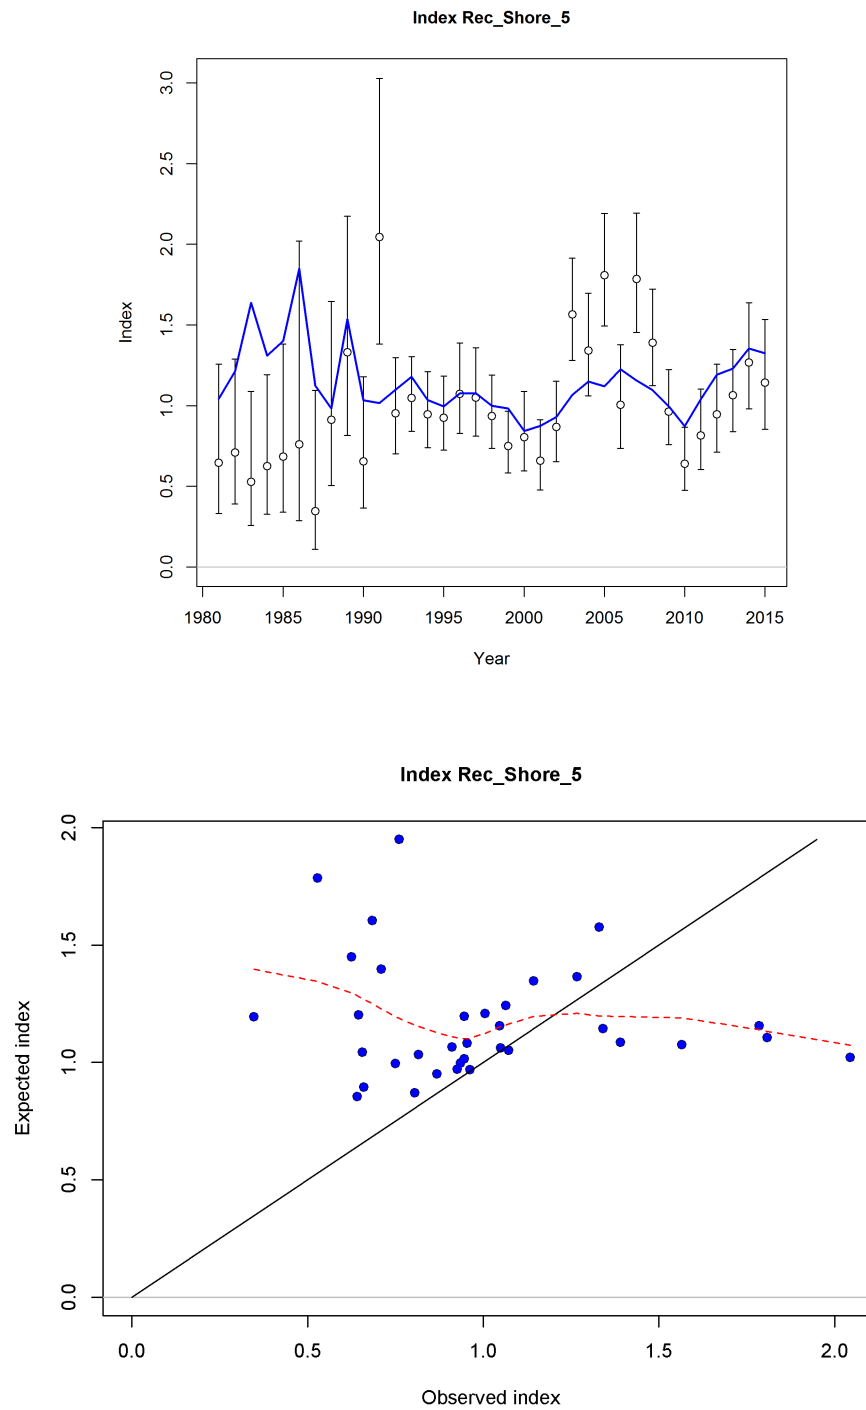 Index Rec_Shore_5
3.0
2.5
2.0
1.5
1.0
0.5
0.0
Index
1980 1985 1990 1995 2000 2005 2010 2015
Year
Index Rec_Shore_5
2.0
1.5
1.0
0.5
0.0
Expected index
0.0 0.5 1.0 1.5 2.0
Observed index